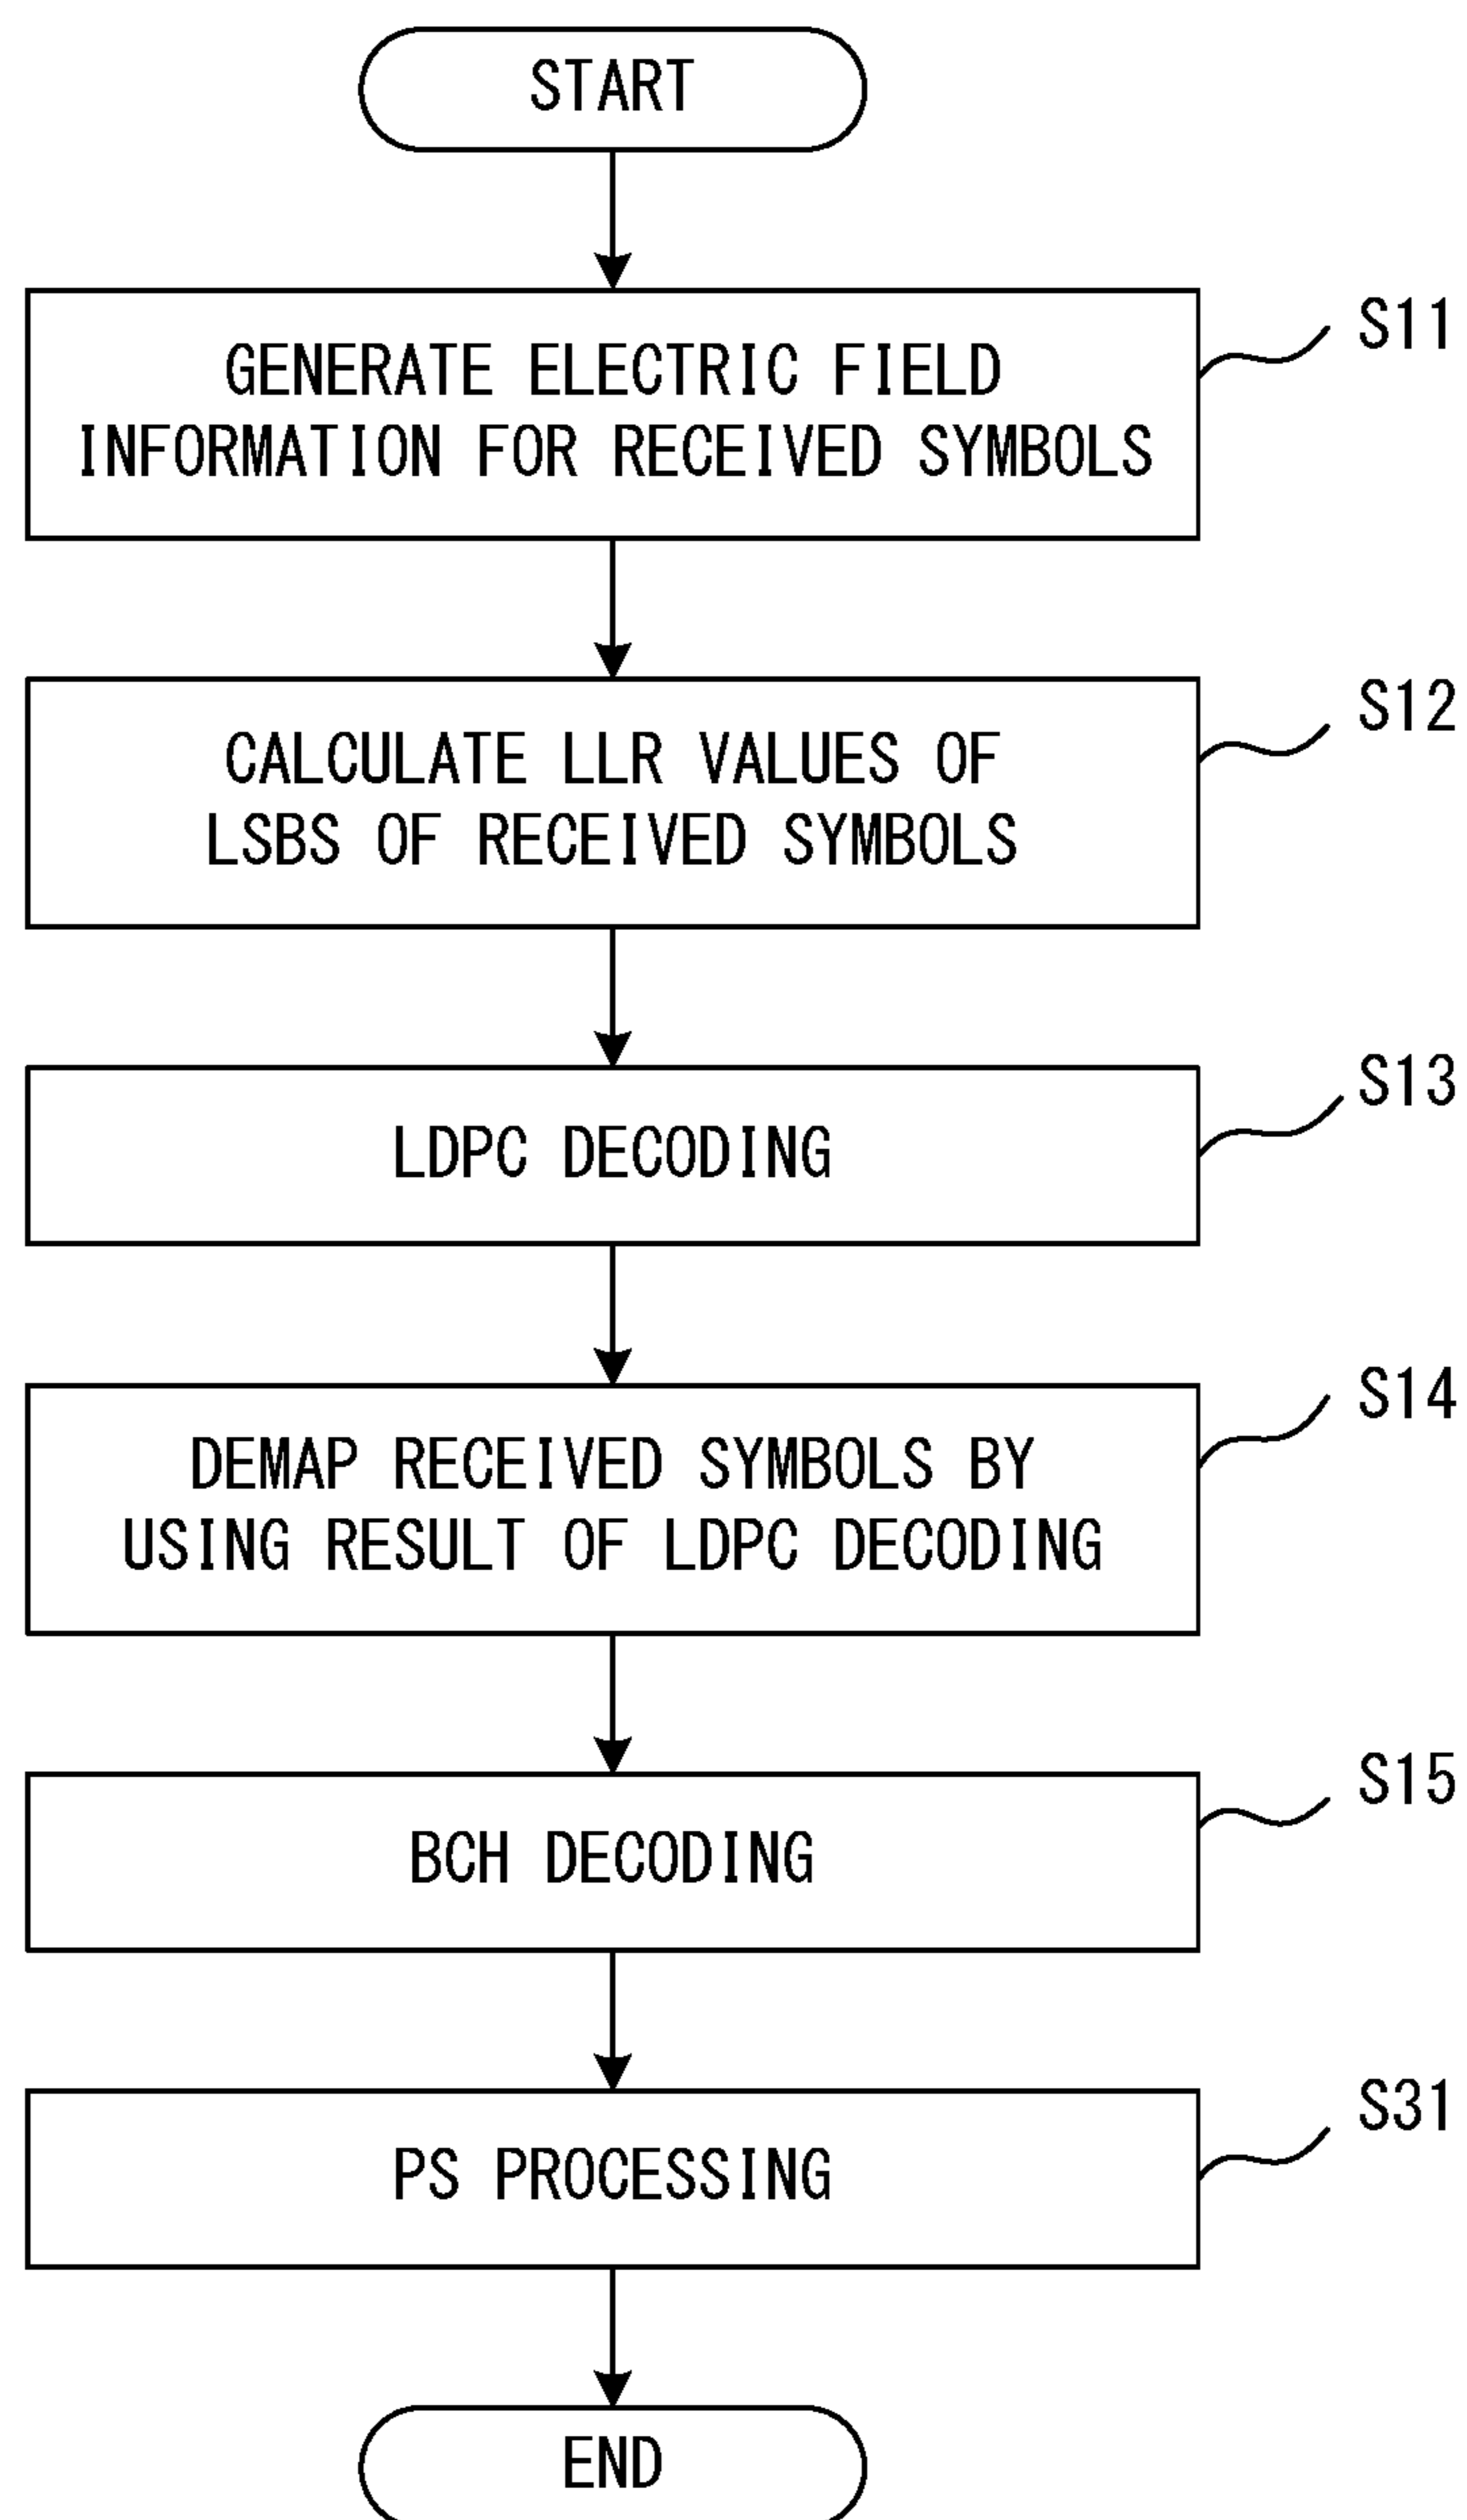 START
GENERATE ELECTRIC FIELD
INFORMATION FOR RECEIVED SYMBOLS
S11
CALCULATE LLR VALUES OF
LSBS OF RECEIVED SYMBOLS
S12
LDPC DECODING
S13
DEMAP RECEIVED SYMBOLS BY
USING RESULT OF LDPC DECODING
S14
BCH DECODING
S15
PS PROCESSING
S31
END